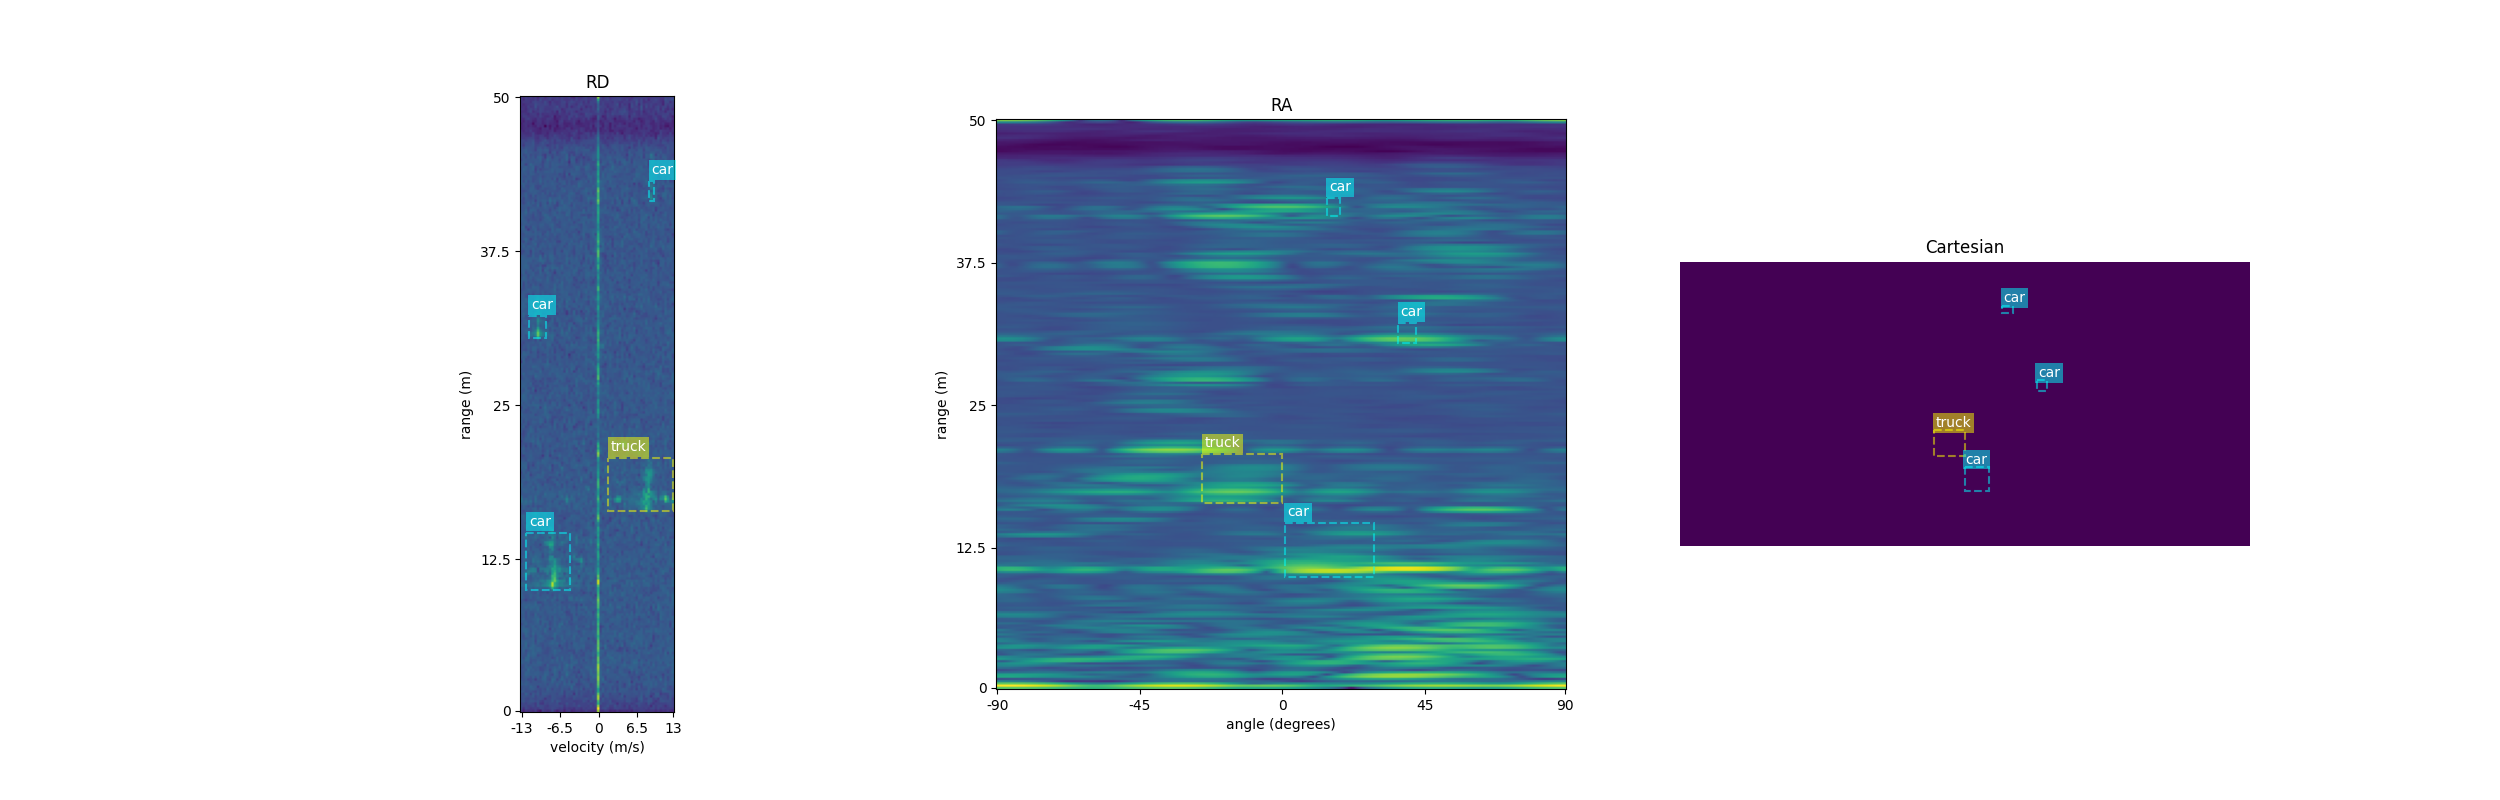 RD
50
37.5
25
12.5
0
range (m)
car
car
truck
car
-13 -6.5 0 6.5 13
velocity (m/s)
RA
50
37.5
25
12.5
0
range (m)
car
car
truck
car
-90 -45 0 45 90
angle (degrees)
Cartesian
car
car
truck
car